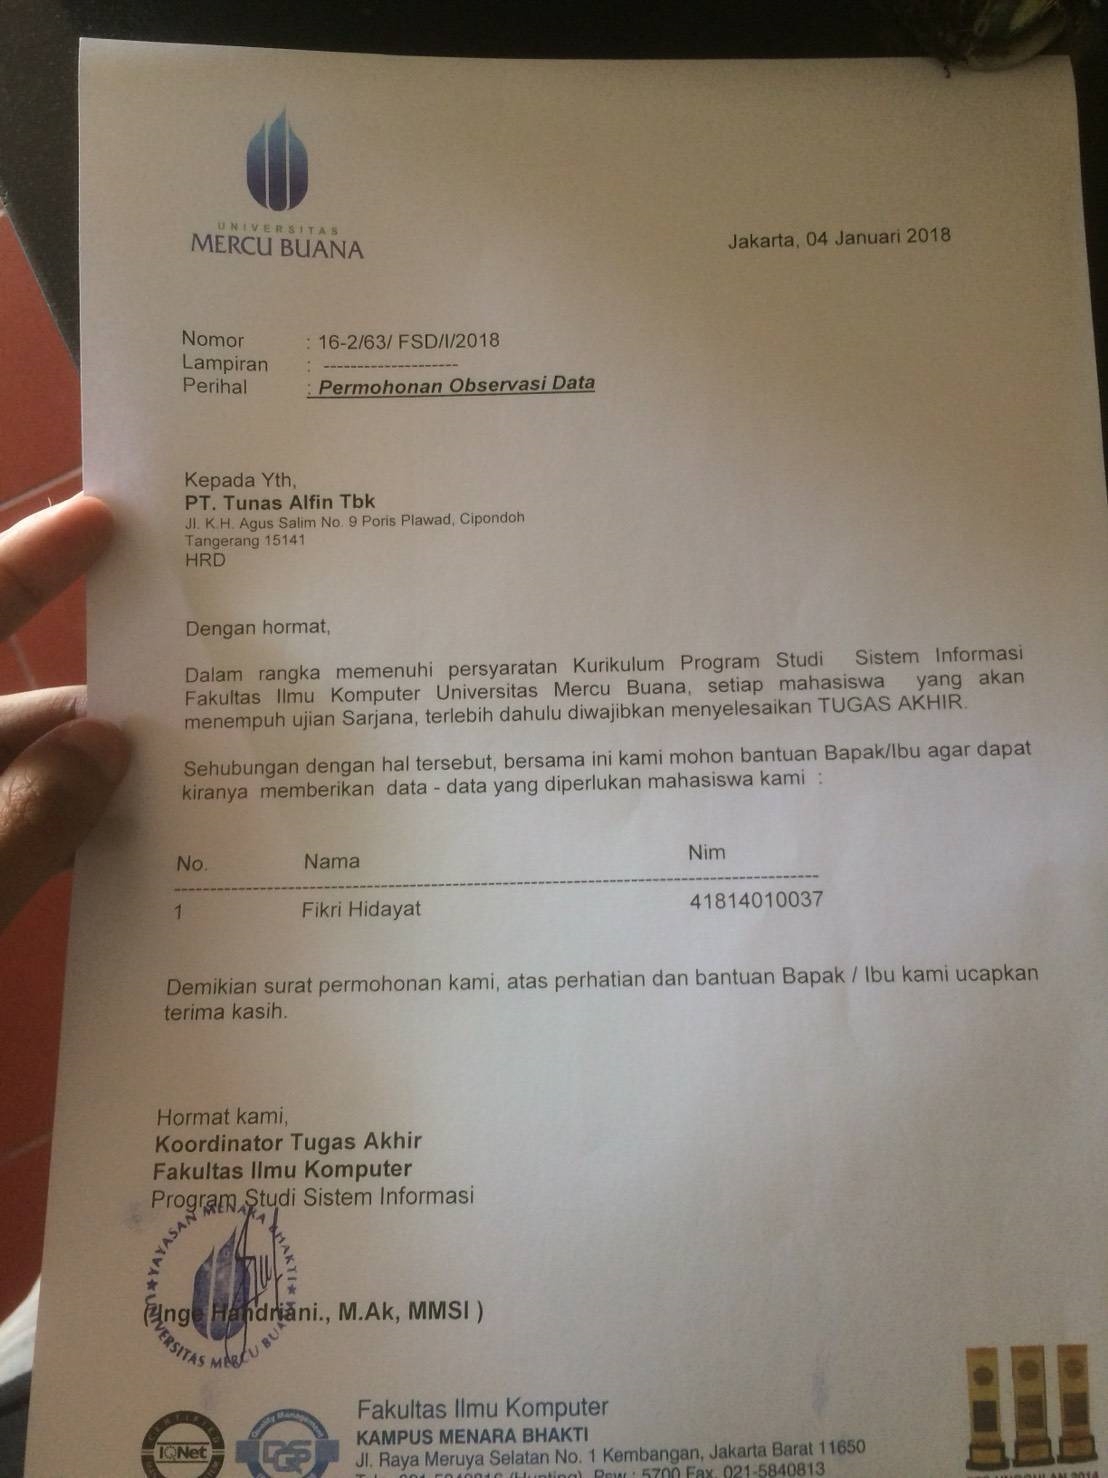 UNIVERSITAS
MERCU BUANA
Jakarta, 04 Januari 2018
Nomor : 16-2/63/ FSD/I/2018
Lampiran : --------------------
Perihal : Permohonan Observasi Data
Kepada Yth,
PT. Tunas Alfin Tbk
Jl. K.H. Agus Salim No. 9 Poris Plawad, Cipondoh
Tangerang 15141
HRD
Dengan hormat,
Dalam rangka memenuhi persyaratan Kurikulum Program Studi Sistem Informasi
Fakultas Ilmu Komputer Universitas Mercu Buana, setiap mahasiswa yang akan
menempuh ujian Sarjana, terlebih dahulu diwajibkan menyelesaikan TUGAS AKHIR.
Sehubungan dengan hal tersebut, bersama ini kami mohon bantuan Bapak/Ibu agar dapat
kiranya memberikan data - data yang diperlukan mahasiswa kami :
No. Nama Nim
1 Fikri Hidayat 41814010037
Demikian surat permohonan kami, atas perhatian dan bantuan Bapak / Ibu kami ucapkan
terima kasih.
Hormat kami,
Koordinator Tugas Akhir
Fakultas Ilmu Komputer
Program Studi Sistem Informasi
YAYASAN MENARA BHAKTI
UNIVERSITAS MERCU BUANA
( Inge Handriani., M.Ak, MMSI )
CERTIFIED
IQNet
Quality Management
DQS
Fakultas Ilmu Komputer
KAMPUS MENARA BHAKTI
Jl. Raya Meruya Selatan No. 1 Kembangan, Jakarta Barat 11650
(Hunting), Psw : 5700 Fax. 021-5840813